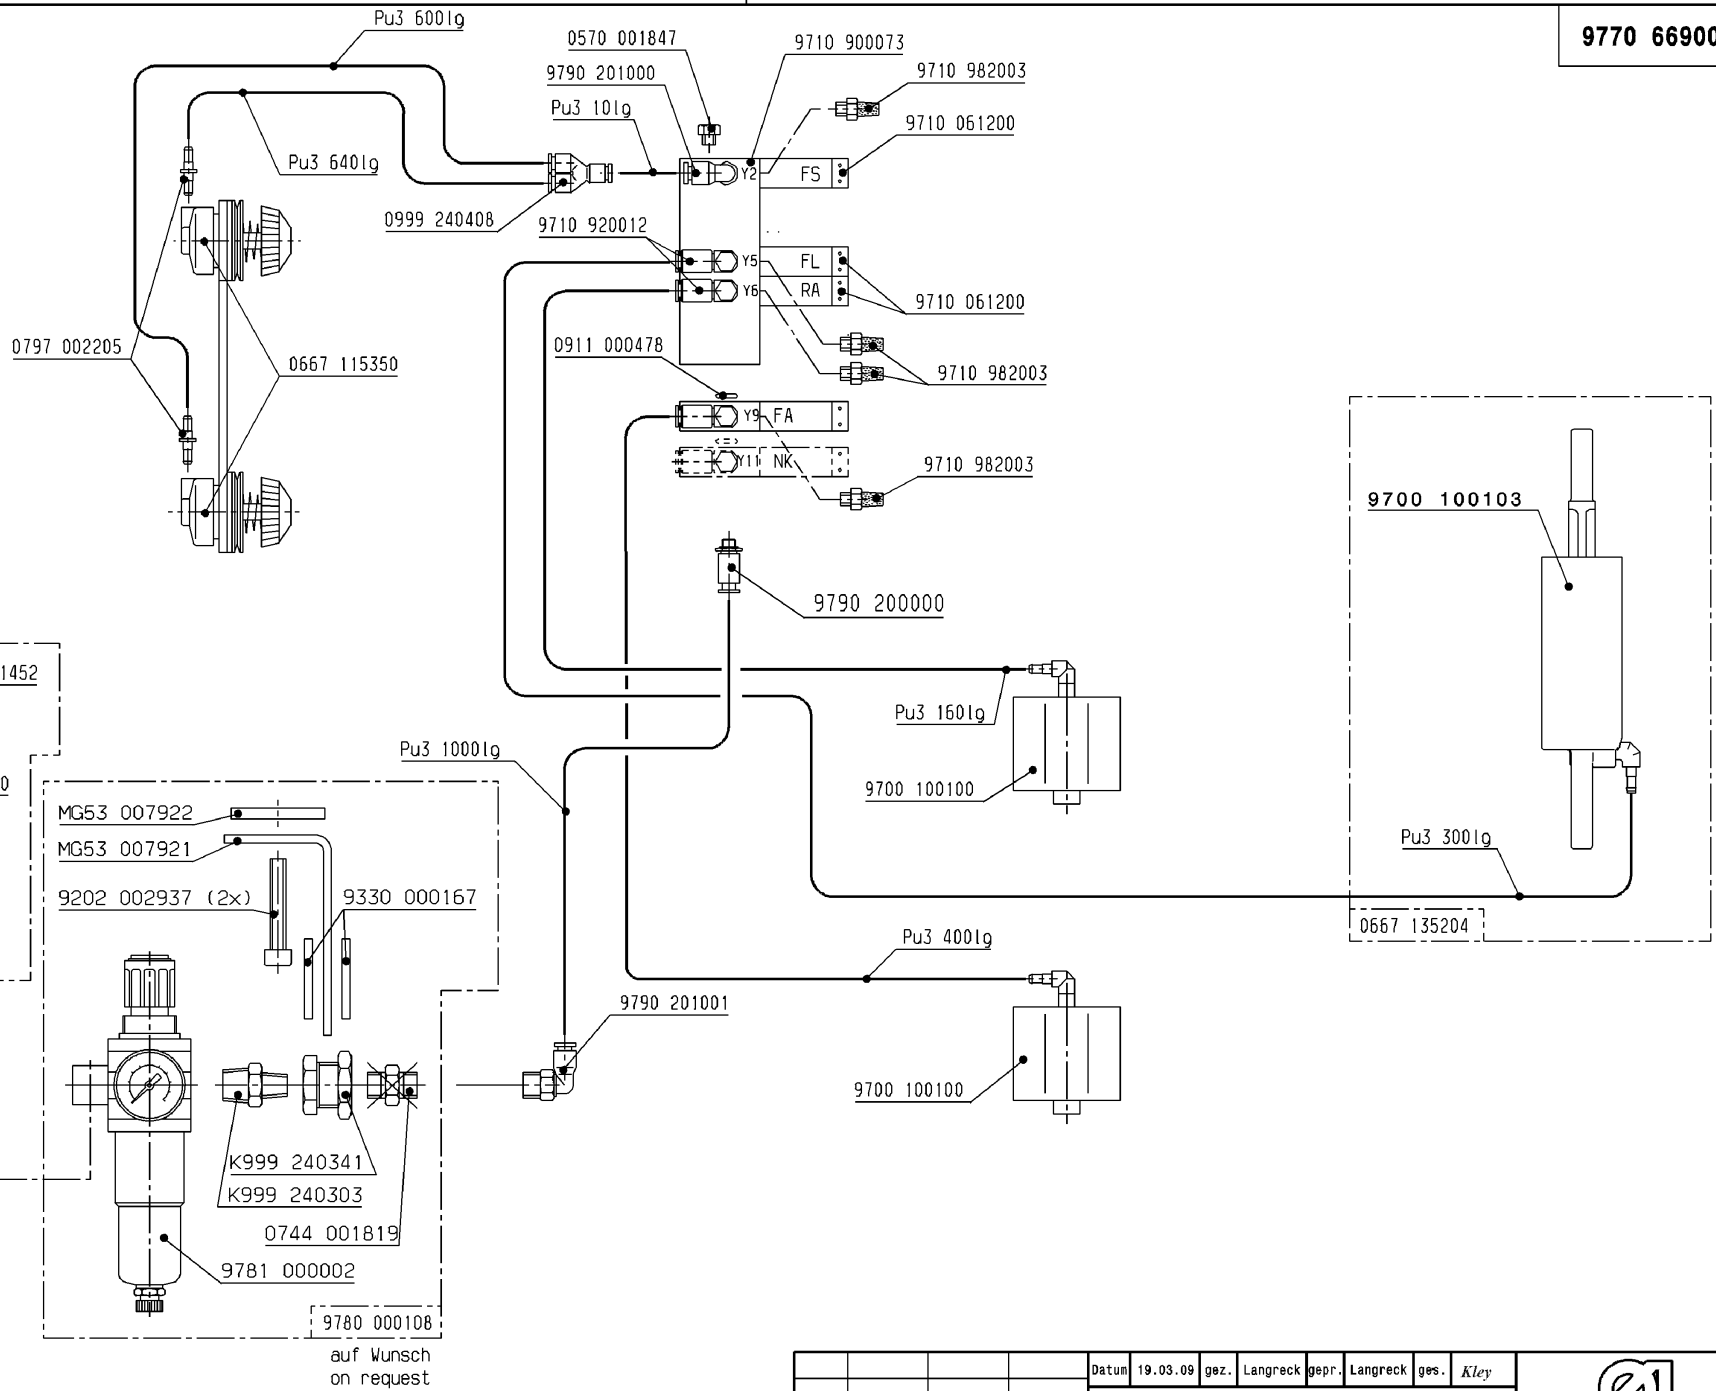 Pu3 600lg
0570 001847
9710 900073
9770 66900
9790 201000
9710 982003
Pu3 10lg
9710 061200
Pu3 640lg
Y2 FS
0999 240408
9710 920012
Y5 FL
Y6 RA
9710 061200
0797 002205
0667 115350
0911 000478
9710 982003
Y9 FA
Y11 NK
9710 982003
9700 100103
9790 200000
1452
Pu3 160lg
Pu3 1000lg
0
9700 100100
MG53 007922
MG53 007921
Pu3 300lg
9202 002937 (2x)
9330 000167
0667 135204
Pu3 400lg
9790 201001
9700 100100
K999 240341
K999 240303
0744 001819
9781 000002
9780 000108
auf Wunsch
on request
Datum 19.03.09 gez. Langreck gepr. Langreck ges. Kley